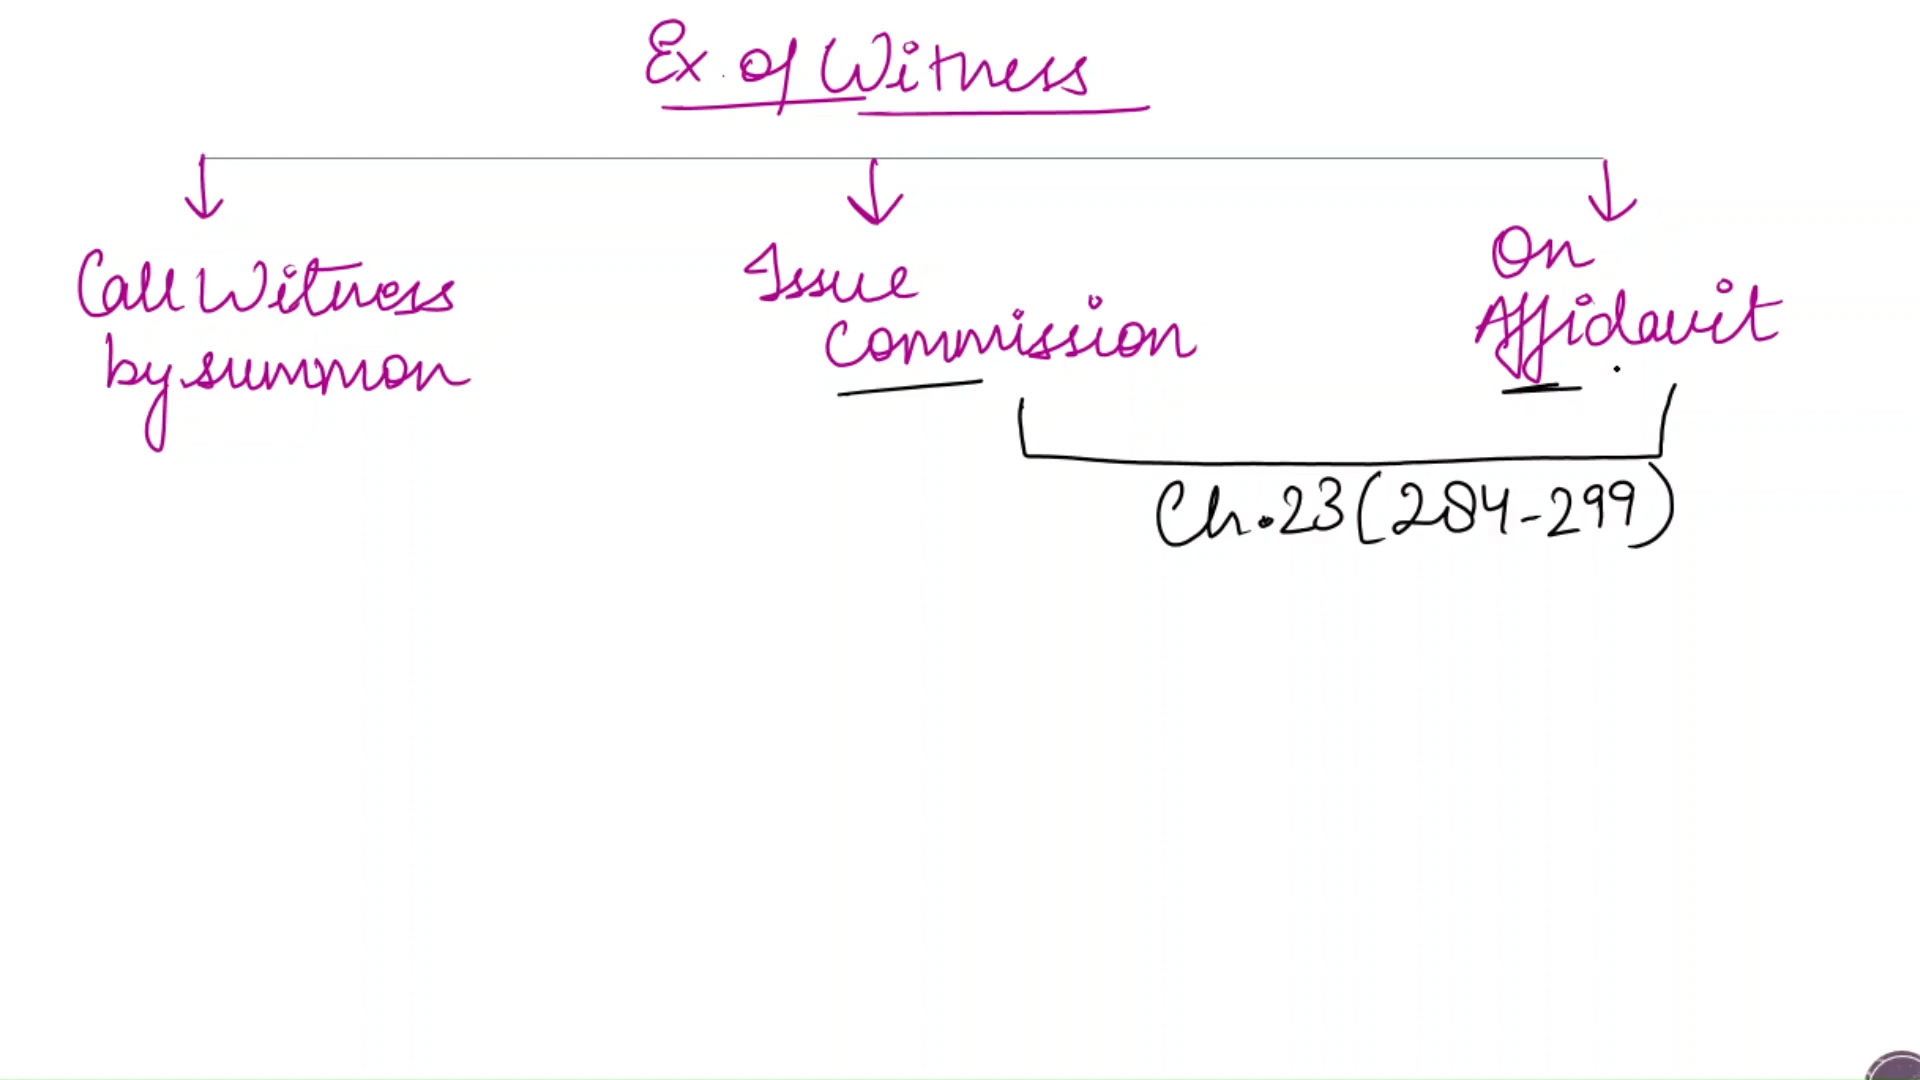 Ex. of Witness
Call Witness
by summon
Issue
Commission
On
Affidavit
Ch.23(284-299)